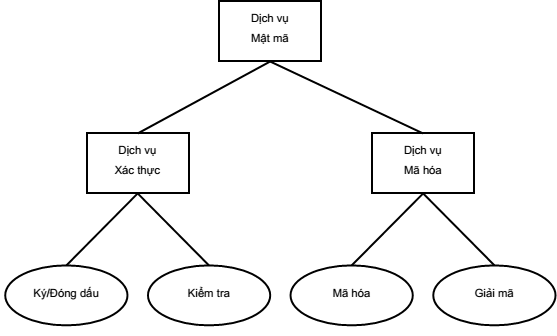 Dịch vụ
Mật mã
Dịch vụ
Xác thực
Dịch vụ
Mã hóa
Ký/Đóng dấu
Kiểm tra
Mã hóa
Giải mã